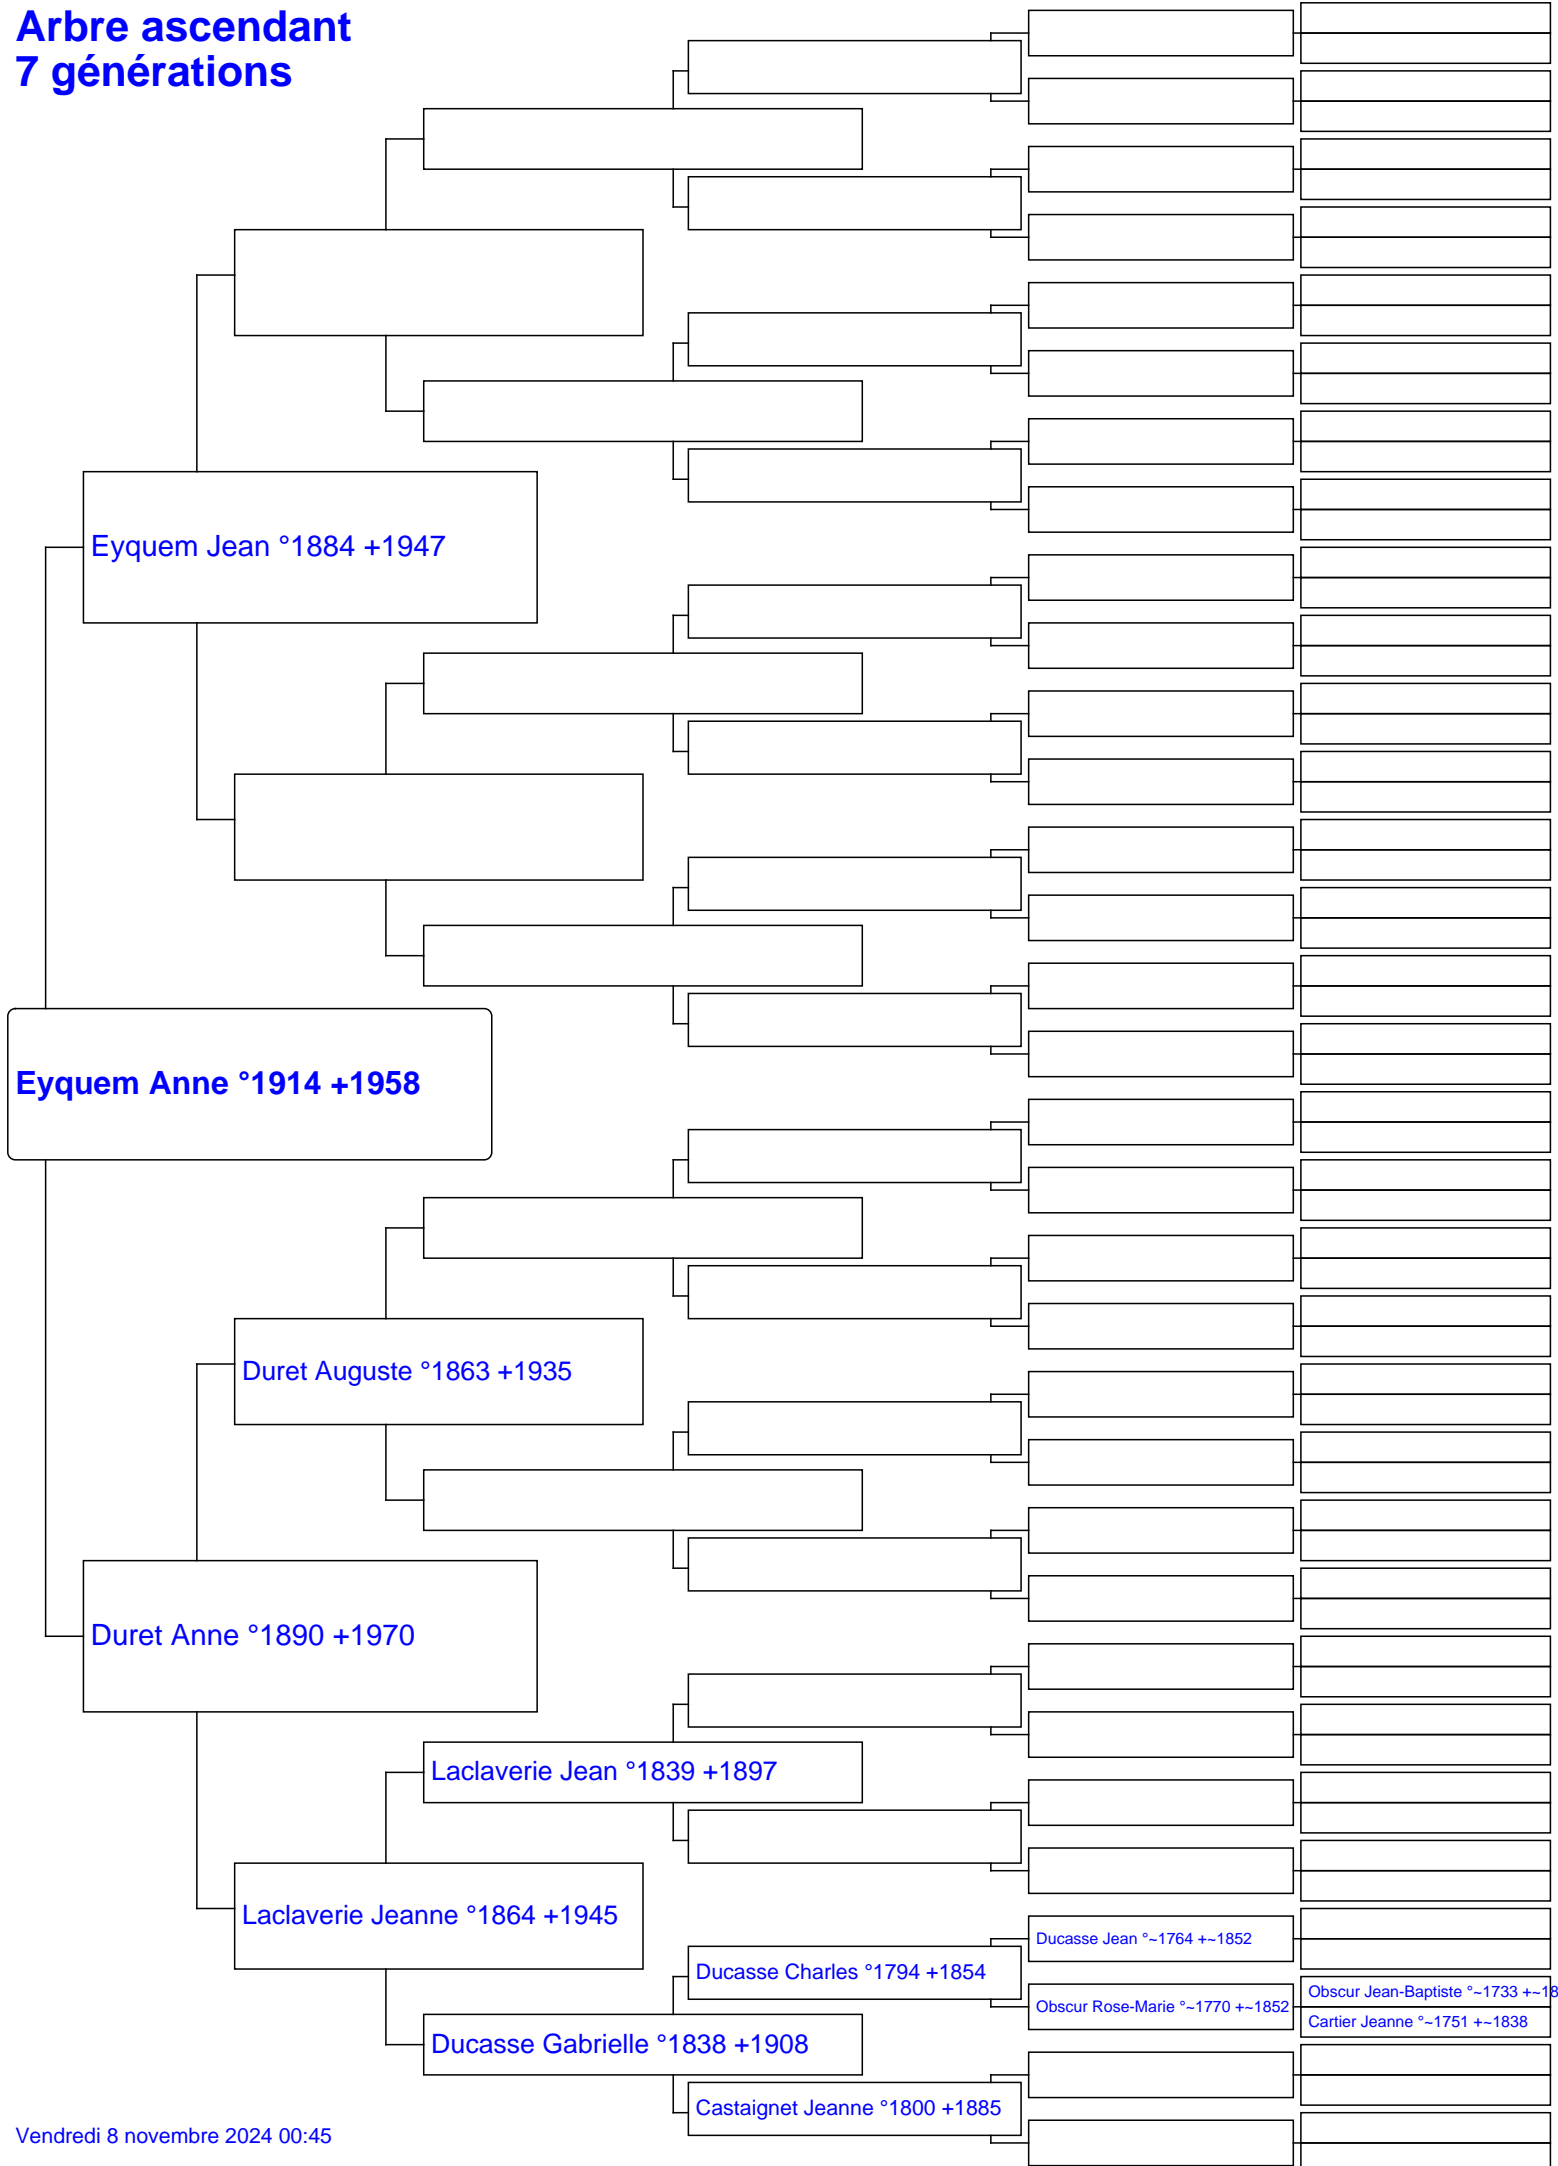 Arbre ascendant
7 générations
Eyquem Jean °1884 +1947
Eyquem Anne °1914 +1958
Duret Auguste °1863 +1935
Duret Anne °1890 +1970
Laclaverie Jean °1839 +1897
Laclaverie Jeanne °1864 +1945
Ducasse Jean °~1764 +~1852
Ducasse Charles °1794 +1854
Obscur Jean-Baptiste °~1733 +~18
Obscur Rose-Marie °~1770 +~1852
Cartier Jeanne °~1751 +~1838
Ducasse Gabrielle °1838 +1908
Castaignet Jeanne °1800 +1885
Vendredi 8 novembre 2024 00:45